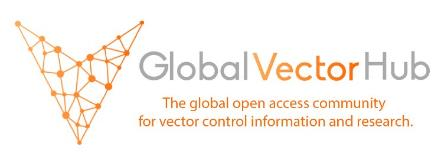 Global Vector Hub
The global open access community
for vector control information and research.